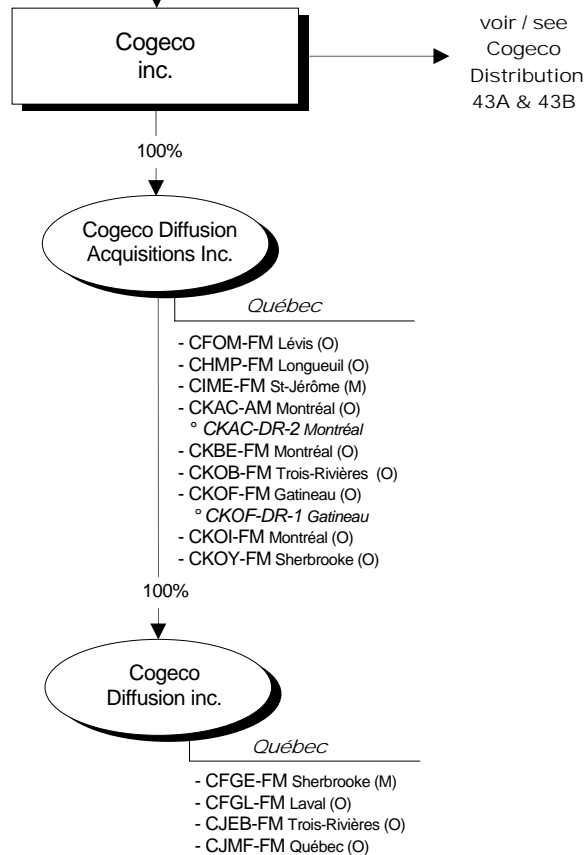 Cogeco
inc.
voir / see
Cogeco
Distribution
43A & 43B
100%
Cogeco Diffusion
Acquisitions Inc.
Québec
- CFOM-FM Lévis (O)
- CHMP-FM Longueuil (O)
- CIME-FM St-Jérôme (M)
- CKAC-AM Montréal (O)
° CKAC-DR-2 Montréal
- CKBE-FM Montréal (O)
- CKOB-FM Trois-Rivières (O)
- CKOF-FM Gatineau (O)
° CKOF-DR-1 Gatineau
- CKOI-FM Montréal (O)
- CKOY-FM Sherbrooke (O)
100%
Cogeco
Diffusion inc.
Québec
- CFGE-FM Sherbrooke (M)
- CFGL-FM Laval (O)
- CJEB-FM Trois-Rivières (O)
- CJMF-FM Québec (O)